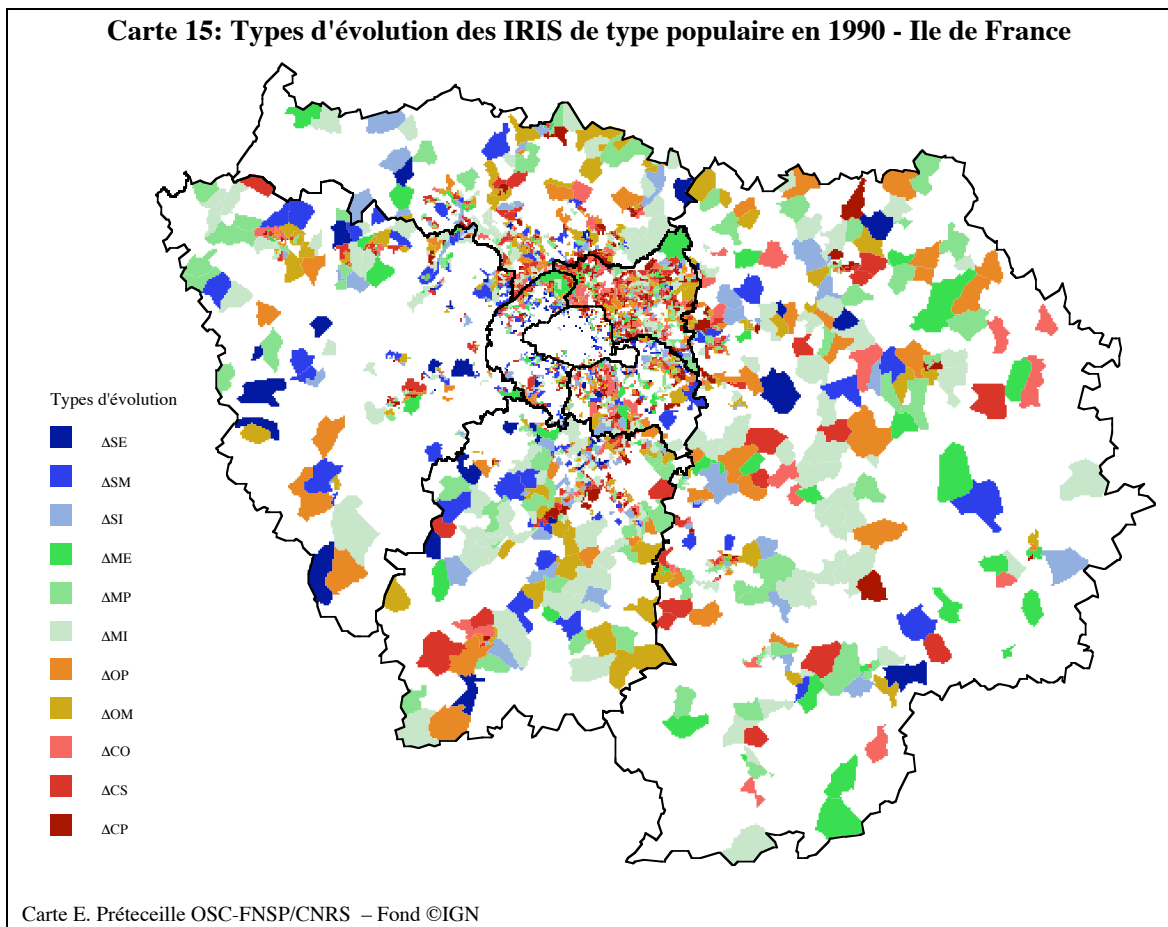 Carte 15: Types d'évolution des IRIS de type populaire en 1990 - Ile de France
Types d'évolution
ΔSE
ΔSM
ΔSI
ΔME
ΔMP
ΔMI
ΔOP
ΔOM
ΔCO
ΔCS
ΔCP
Carte E. Préteceille OSC-FNSP/CNRS – Fond ©IGN